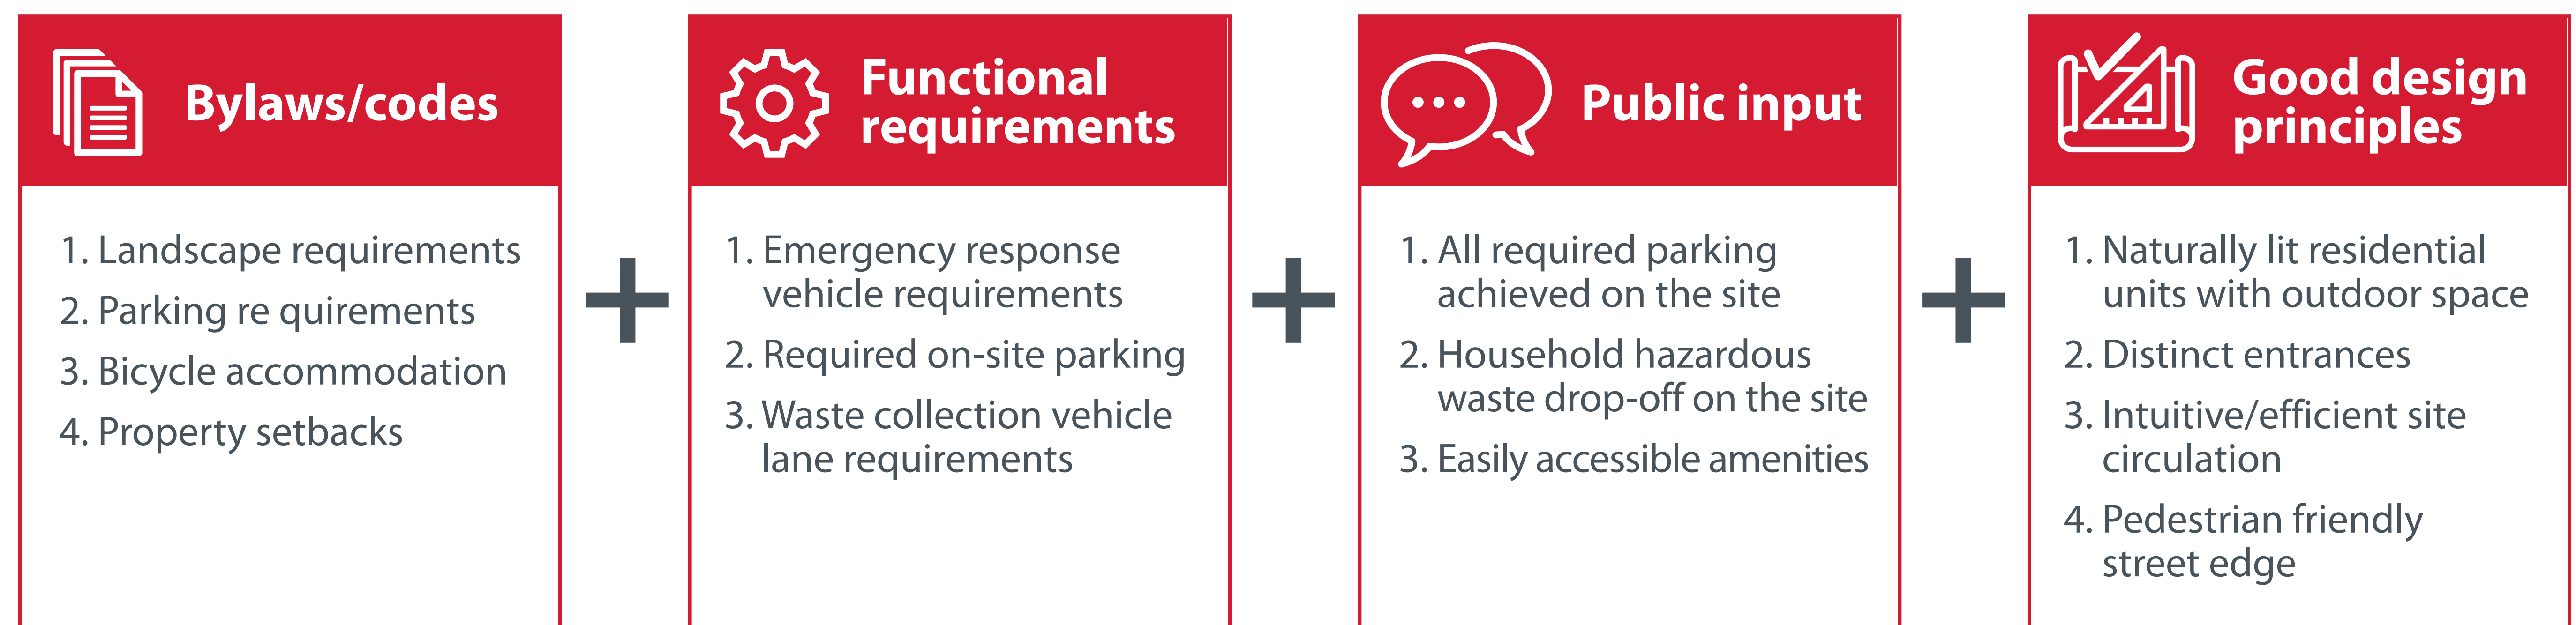 Bylaws/codes
1. Landscape requirements
2. Parking re quirements
3. Bicycle accommodation
4. Property setbacks
+
Functional
requirements
1. Emergency response
vehicle requirements
2. Required on-site parking
3. Waste collection vehicle
lane requirements
+
Public input
1. All required parking
achieved on the site
2. Household hazardous
waste drop-off on the site
3. Easily accessible amenities
+
Good design
principles
1. Naturally lit residential
units with outdoor space
2. Distinct entrances
3. Intuitive/efficient site
circulation
4. Pedestrian friendly
street edge